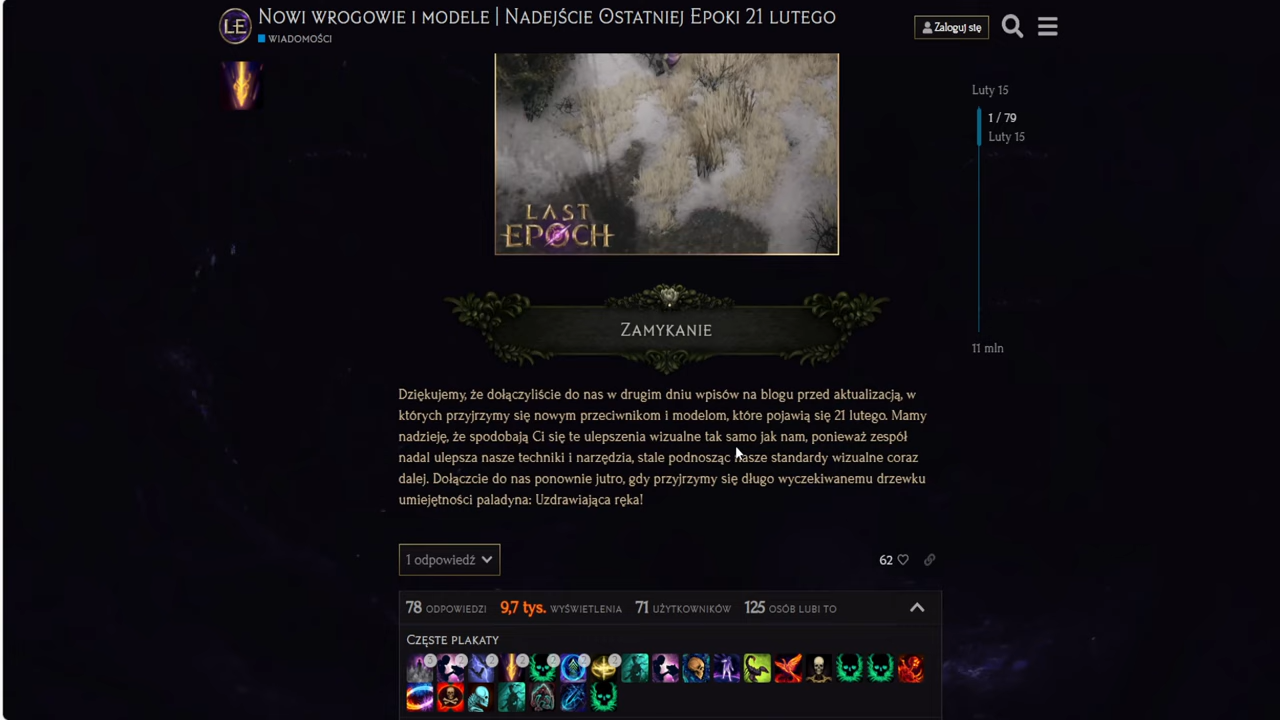 LE
Nowi wrogowie i modele | Nadejście Ostatniej Epoki 21 lutego
WIADOMOŚCI
Zaloguj się
LAST
EPOCH
Luty 15
1 / 79
Luty 15
11 mln
Zamykanie
Dziękujemy, że dołączyliście do nas w drugim dniu wpisów na blogu przed aktualizacją, w
których przyjrzymy się nowym przeciwnikom i modelom, które pojawią się 21 lutego. Mamy
nadzieję, że spodobają Ci się te ulepszenia wizualne tak samo jak nam, ponieważ zespół
nadal ulepsza nasze techniki i narzędzia, stale podnosząc nasze standardy wizualne coraz
dalej. Dołączcie do nas ponownie jutro, gdy przyjrzymy się długo wyczekiwanemu drzewku
umiejętności paladyna: Uzdrawiająca ręka!
1 odpowiedź
62
78 ODPOWIEDZI 9,7 tys. WYŚWIETLENIA 71 UŻYTKOWNIKÓW 125 OSÓB LUBI TO
Częste plakaty